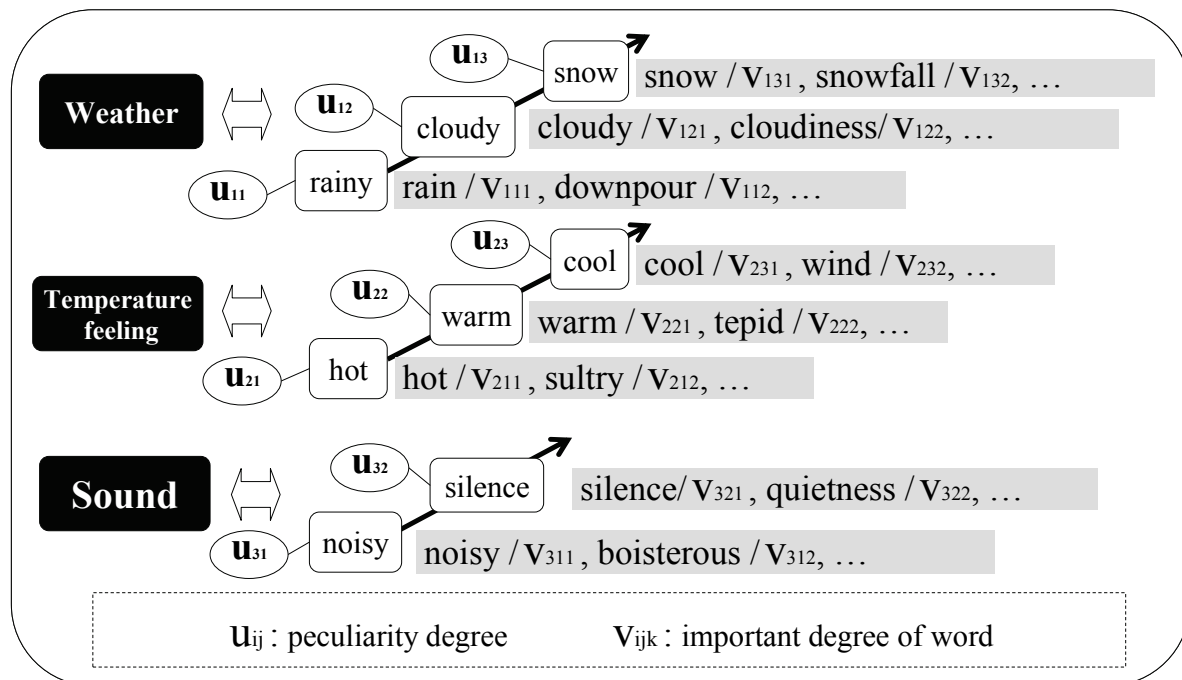 u13 snow snow / v131 , snowfall / v132, …
Weather u12 cloudy cloudy / v121 , cloudiness/ v122, …
u11 rainy rain / v111 , downpour / v112, …
u23 cool cool / v231 , wind / v232, …
Temperature
feeling
u22 warm warm / v221 , tepid / v222, …
u21 hot hot / v211 , sultry / v212, …
u32 silence silence/ v321 , quietness / v322, …
Sound
u31 noisy noisy / v311 , boisterous / v312, …
uij : peculiarity degree vijk : important degree of word